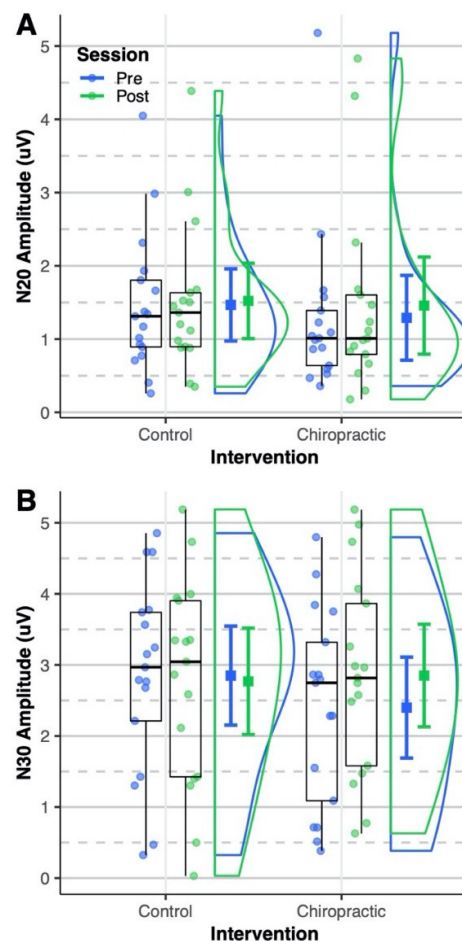 A
Session
Pre
Post
N20 Amplitude (uV)
5
4
3
2
1
0
Control
Chiropractic
Intervention
B
N30 Amplitude (uV)
5
4
3
2
1
0
Control
Chiropractic
Intervention